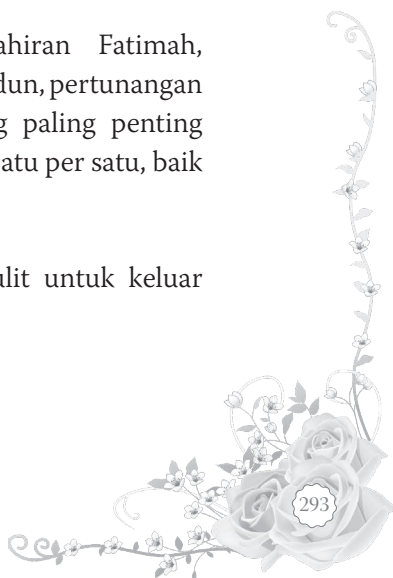 ahiran Fatimah,
dun, pertunangan
g paling penting
atu per satu, baik
ulit untuk keluar
293